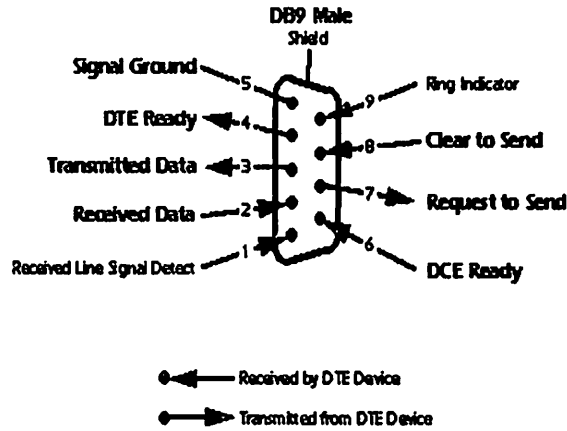 DB9 Male
Shield
Signal Ground
5
9
Ring Indicator
DTE Ready
4
8
Clear to Send
Transmitted Data
3
7
Request to Send
Received Data
2
6
DCE Ready
Received Line Signal Detect
1
Received by DTE Device
Transmitted from DTE Device